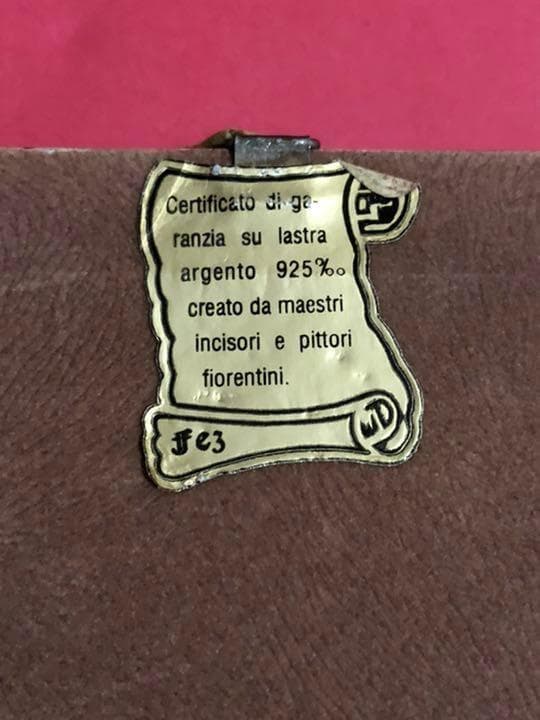 Certificato di ga-
ranzia su lastra
argento 925‰
creato da maestri
incisori e pittori
fiorentini.